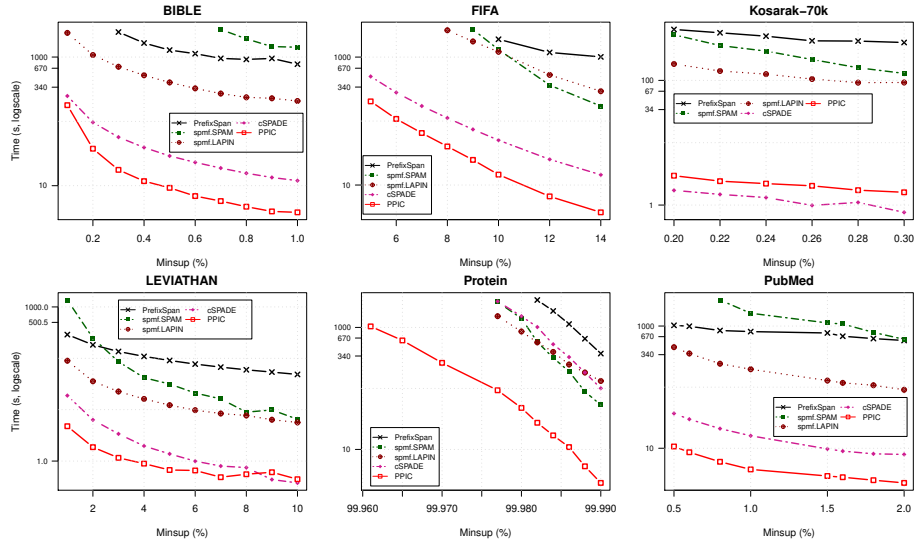 BIBLE
Time (s, logscale)
1000
670
340
10
0.2 0.4 0.6 0.8 1.0
Minsup (%)
PrefixSpan
spmf.SPAM
spmf.LAPIN
cSPADE
PPIC
FIFA
1000
670
340
10
6 8 10 12 14
Minsup (%)
PrefixSpan
spmf.SPAM
spmf.LAPIN
cSPADE
PPIC
Kosarak-70k
100
67
34
1
0.20 0.22 0.24 0.26 0.28 0.30
Minsup (%)
PrefixSpan
spmf.SPAM
spmf.LAPIN
cSPADE
PPIC
LEVIATHAN
Time (s, logscale)
1000.0
500.5
1.0
2 4 6 8 10
Minsup (%)
PrefixSpan
spmf.SPAM
spmf.LAPIN
cSPADE
PPIC
Protein
1000
670
340
10
99.960 99.970 99.980 99.990
Minsup (%)
PrefixSpan
spmf.SPAM
spmf.LAPIN
cSPADE
PPIC
PubMed
1000
670
340
10
0.5 1.0 1.5 2.0
Minsup (%)
PrefixSpan
spmf.SPAM
spmf.LAPIN
cSPADE
PPIC